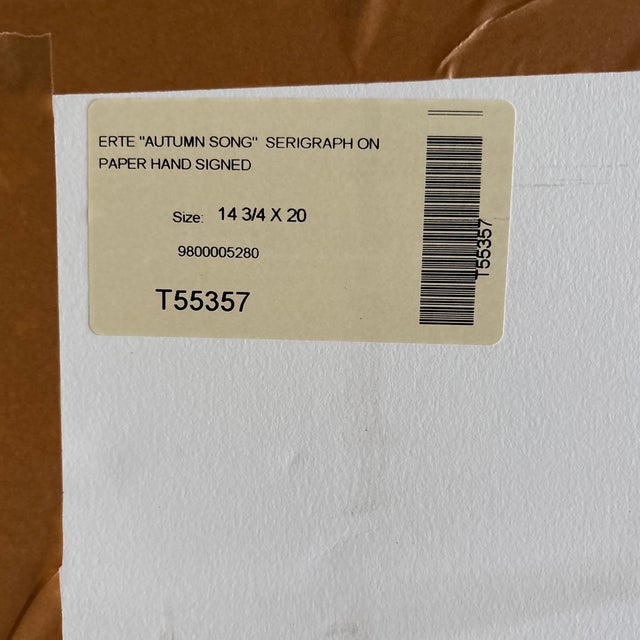 ERTE "AUTUMN SONG" SERIGRAPH ON
PAPER HAND SIGNED
Size: 14 3/4 X 20
9800005280
T55357
T55357